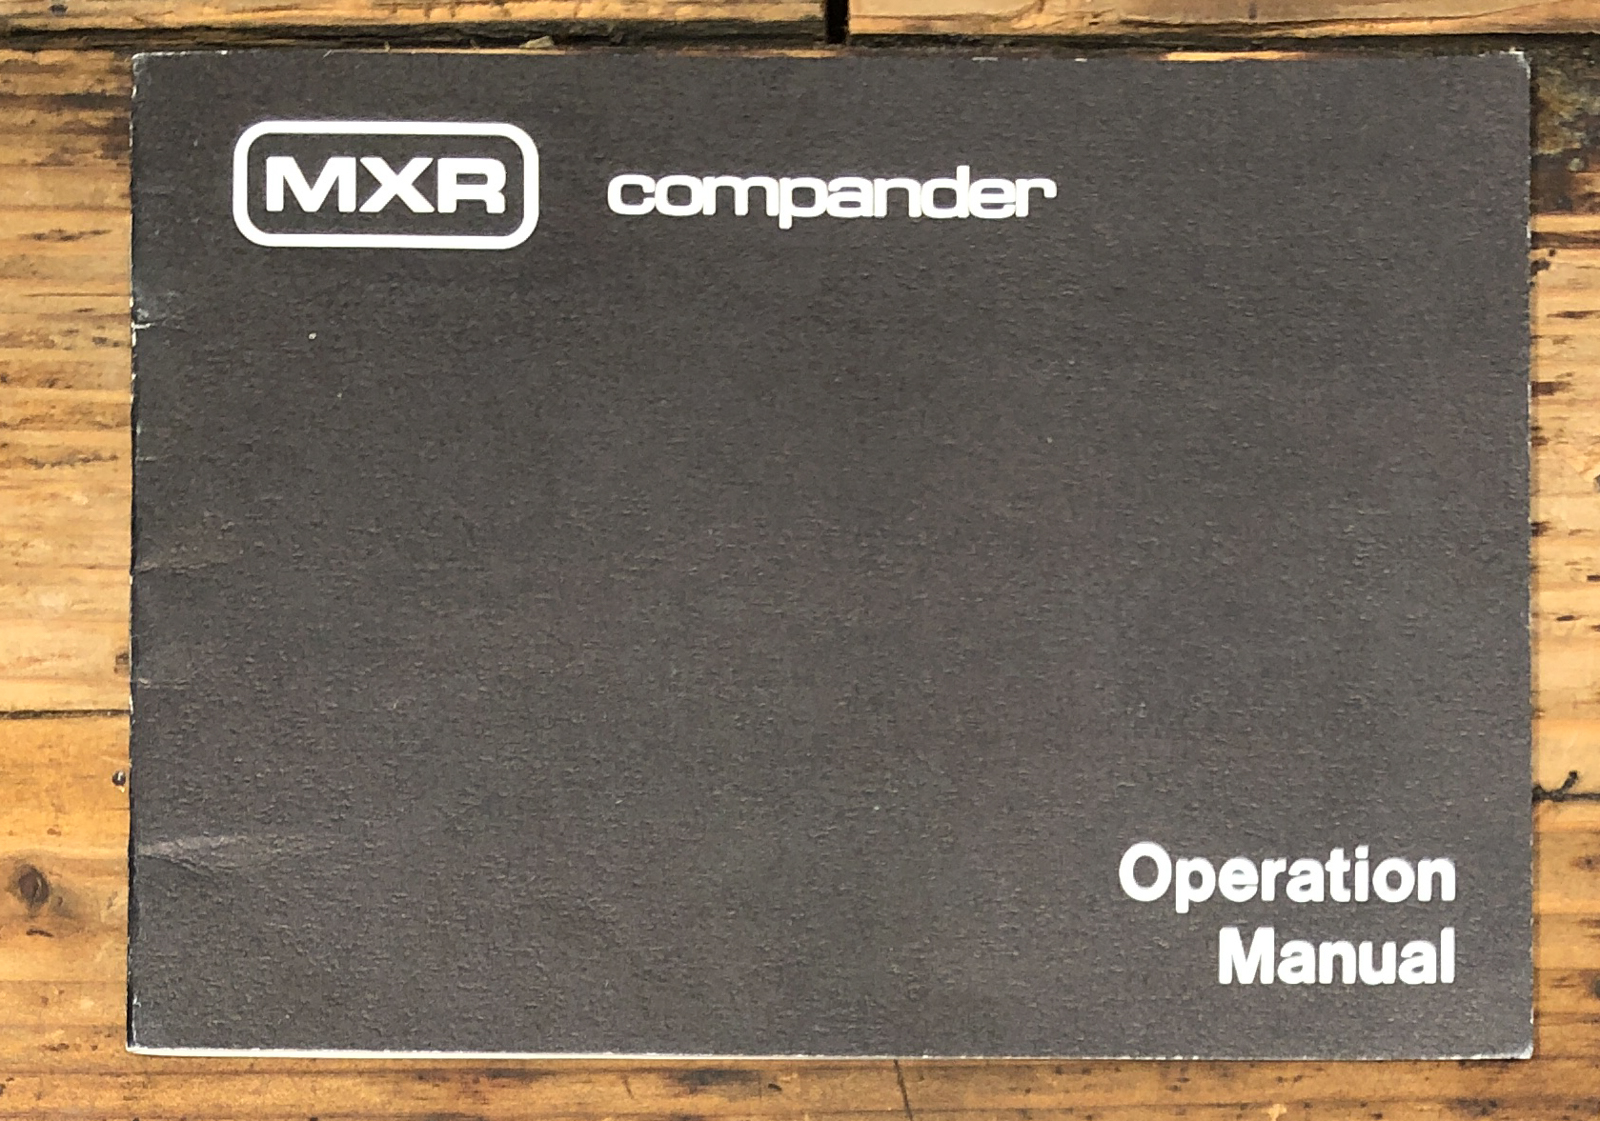 MXR compander
Operation
Manual